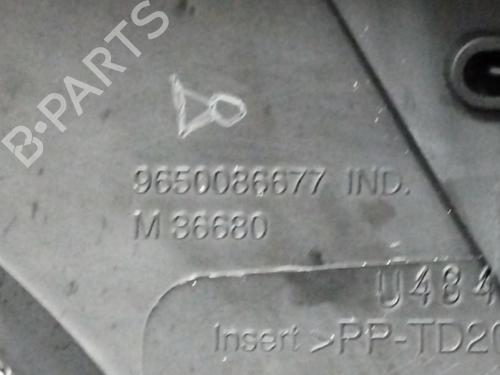 B-PARTS
9650086677 IND.
M 36680
U484
Insert >PP-TD20